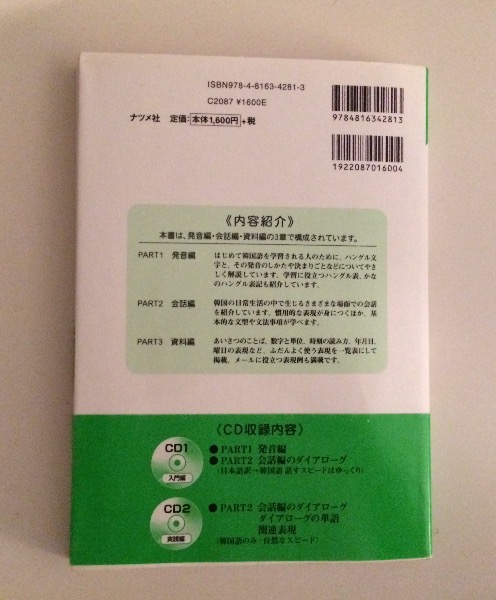 ISBN978-4-8163-4281-3
C2087 ¥1600E
ナツメ社 定価:本体1,600円+税
9784816342813
1922087016004
《内容紹介》
本書は、発音編・会話編・資料編の3章で構成されています。
PART1 発音編 はじめて韓国語を学習される人のために、ハングル文
字と、その発音のしかたや決まりごとなどについてやさ
しく解説しています。学習に役立つハングル表、かな
のハングル表記も紹介しています。
PART2 会話編 韓国の日常生活の中で生じるさまざまな場面での会話
を紹介しています。慣用的な表現が身につくほか、基
本的な文型や文法事項が学べます。
PART3 資料編 あいさつのことば、数字と単位、時刻の読み方、年月日、
曜日の表現など、ふだんよく使う表現を一覧表にして
掲載。メールに役立つ表現例も満載です。
〈CD収録内容〉
CD1
入門編
●PART1 発音編
●PART2 会話編のダイアローグ
(日本語訳→韓国語 話すスピードはゆっくり)
CD2
実践編
●PART2 会話編のダイアローグ
ダイアローグの単語
関連表現
(韓国語のみ・自然なスピード)